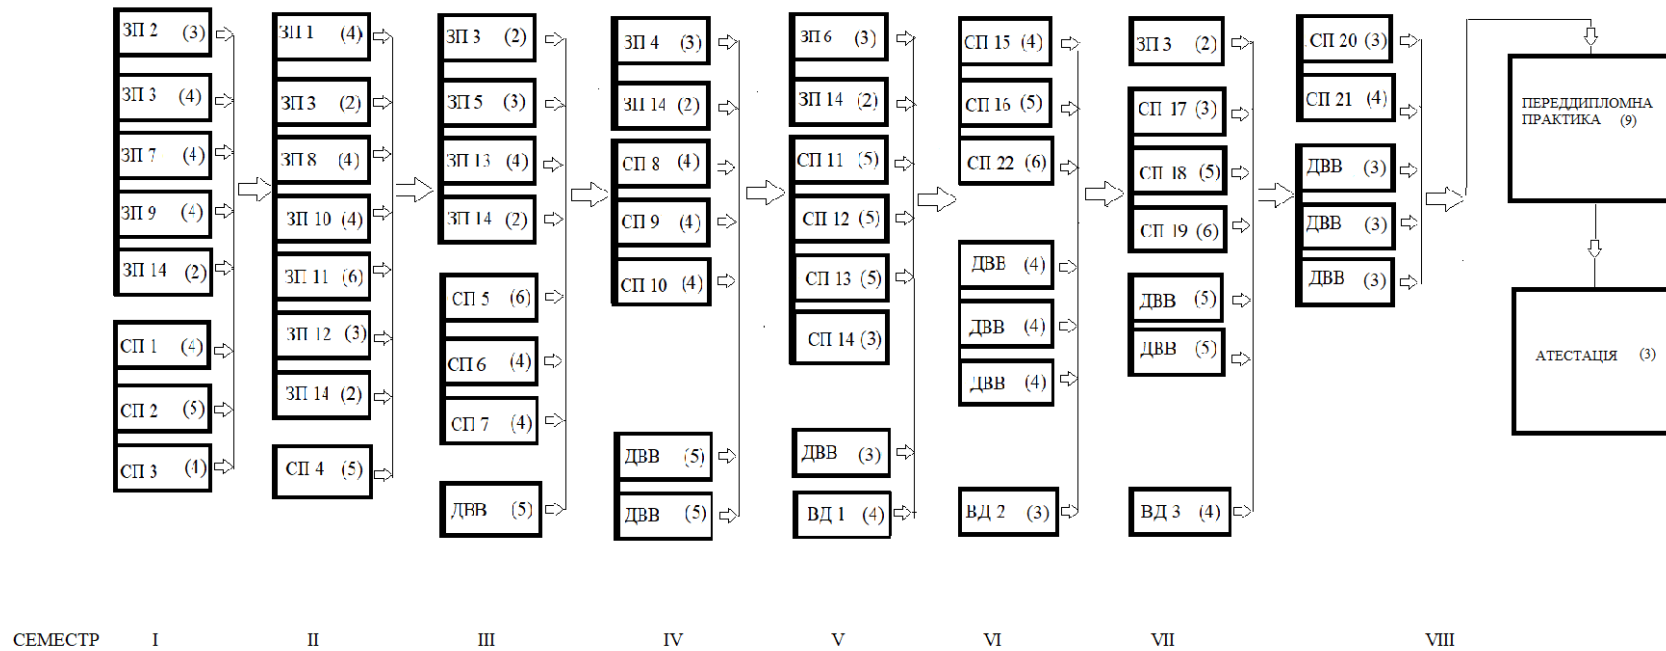 ЗП 2 (3)
ЗП 3 (4)
ЗП 7 (4)
ЗП 9 (4)
ЗП 14 (2)
СП 1 (4)
СП 2 (5)
СП 3 (4)
ЗП 1 (4)
ЗП 3 (2)
ЗП 8 (4)
ЗП 10 (4)
ЗП 11 (6)
ЗП 12 (3)
ЗП 14 (2)
СП 4 (5)
ЗП 3 (2)
ЗП 5 (3)
ЗП 13 (4)
ЗП 14 (2)
СП 5 (6)
СП 6 (4)
СП 7 (4)
ДВВ (5)
ЗП 4 (3)
ЗП 14 (2)
СП 8 (4)
СП 9 (4)
СП 10 (4)
ДВВ (5)
ДВВ (5)
ЗП 6 (3)
ЗП 14 (2)
СП 11 (5)
СП 12 (5)
СП 13 (5)
СП 14 (3)
ДВВ (3)
ВД 1 (4)
СП 15 (4)
СП 16 (5)
СП 22 (6)
ДВВ (4)
ДВВ (4)
ДВВ (4)
ВД 2 (3)
ЗП 3 (2)
СП 17 (3)
СП 18 (5)
СП 19 (6)
ДВВ (5)
ДВВ (5)
ВД 3 (4)
СП 20 (3)
СП 21 (4)
ДВВ (3)
ДВВ (3)
ДВВ (3)
ПЕРЕДДИПЛОМНА
ПРАКТИКА (9)
АТЕСТАЦІЯ (3)
СЕМЕСТР I II III IV V VI VII VIII